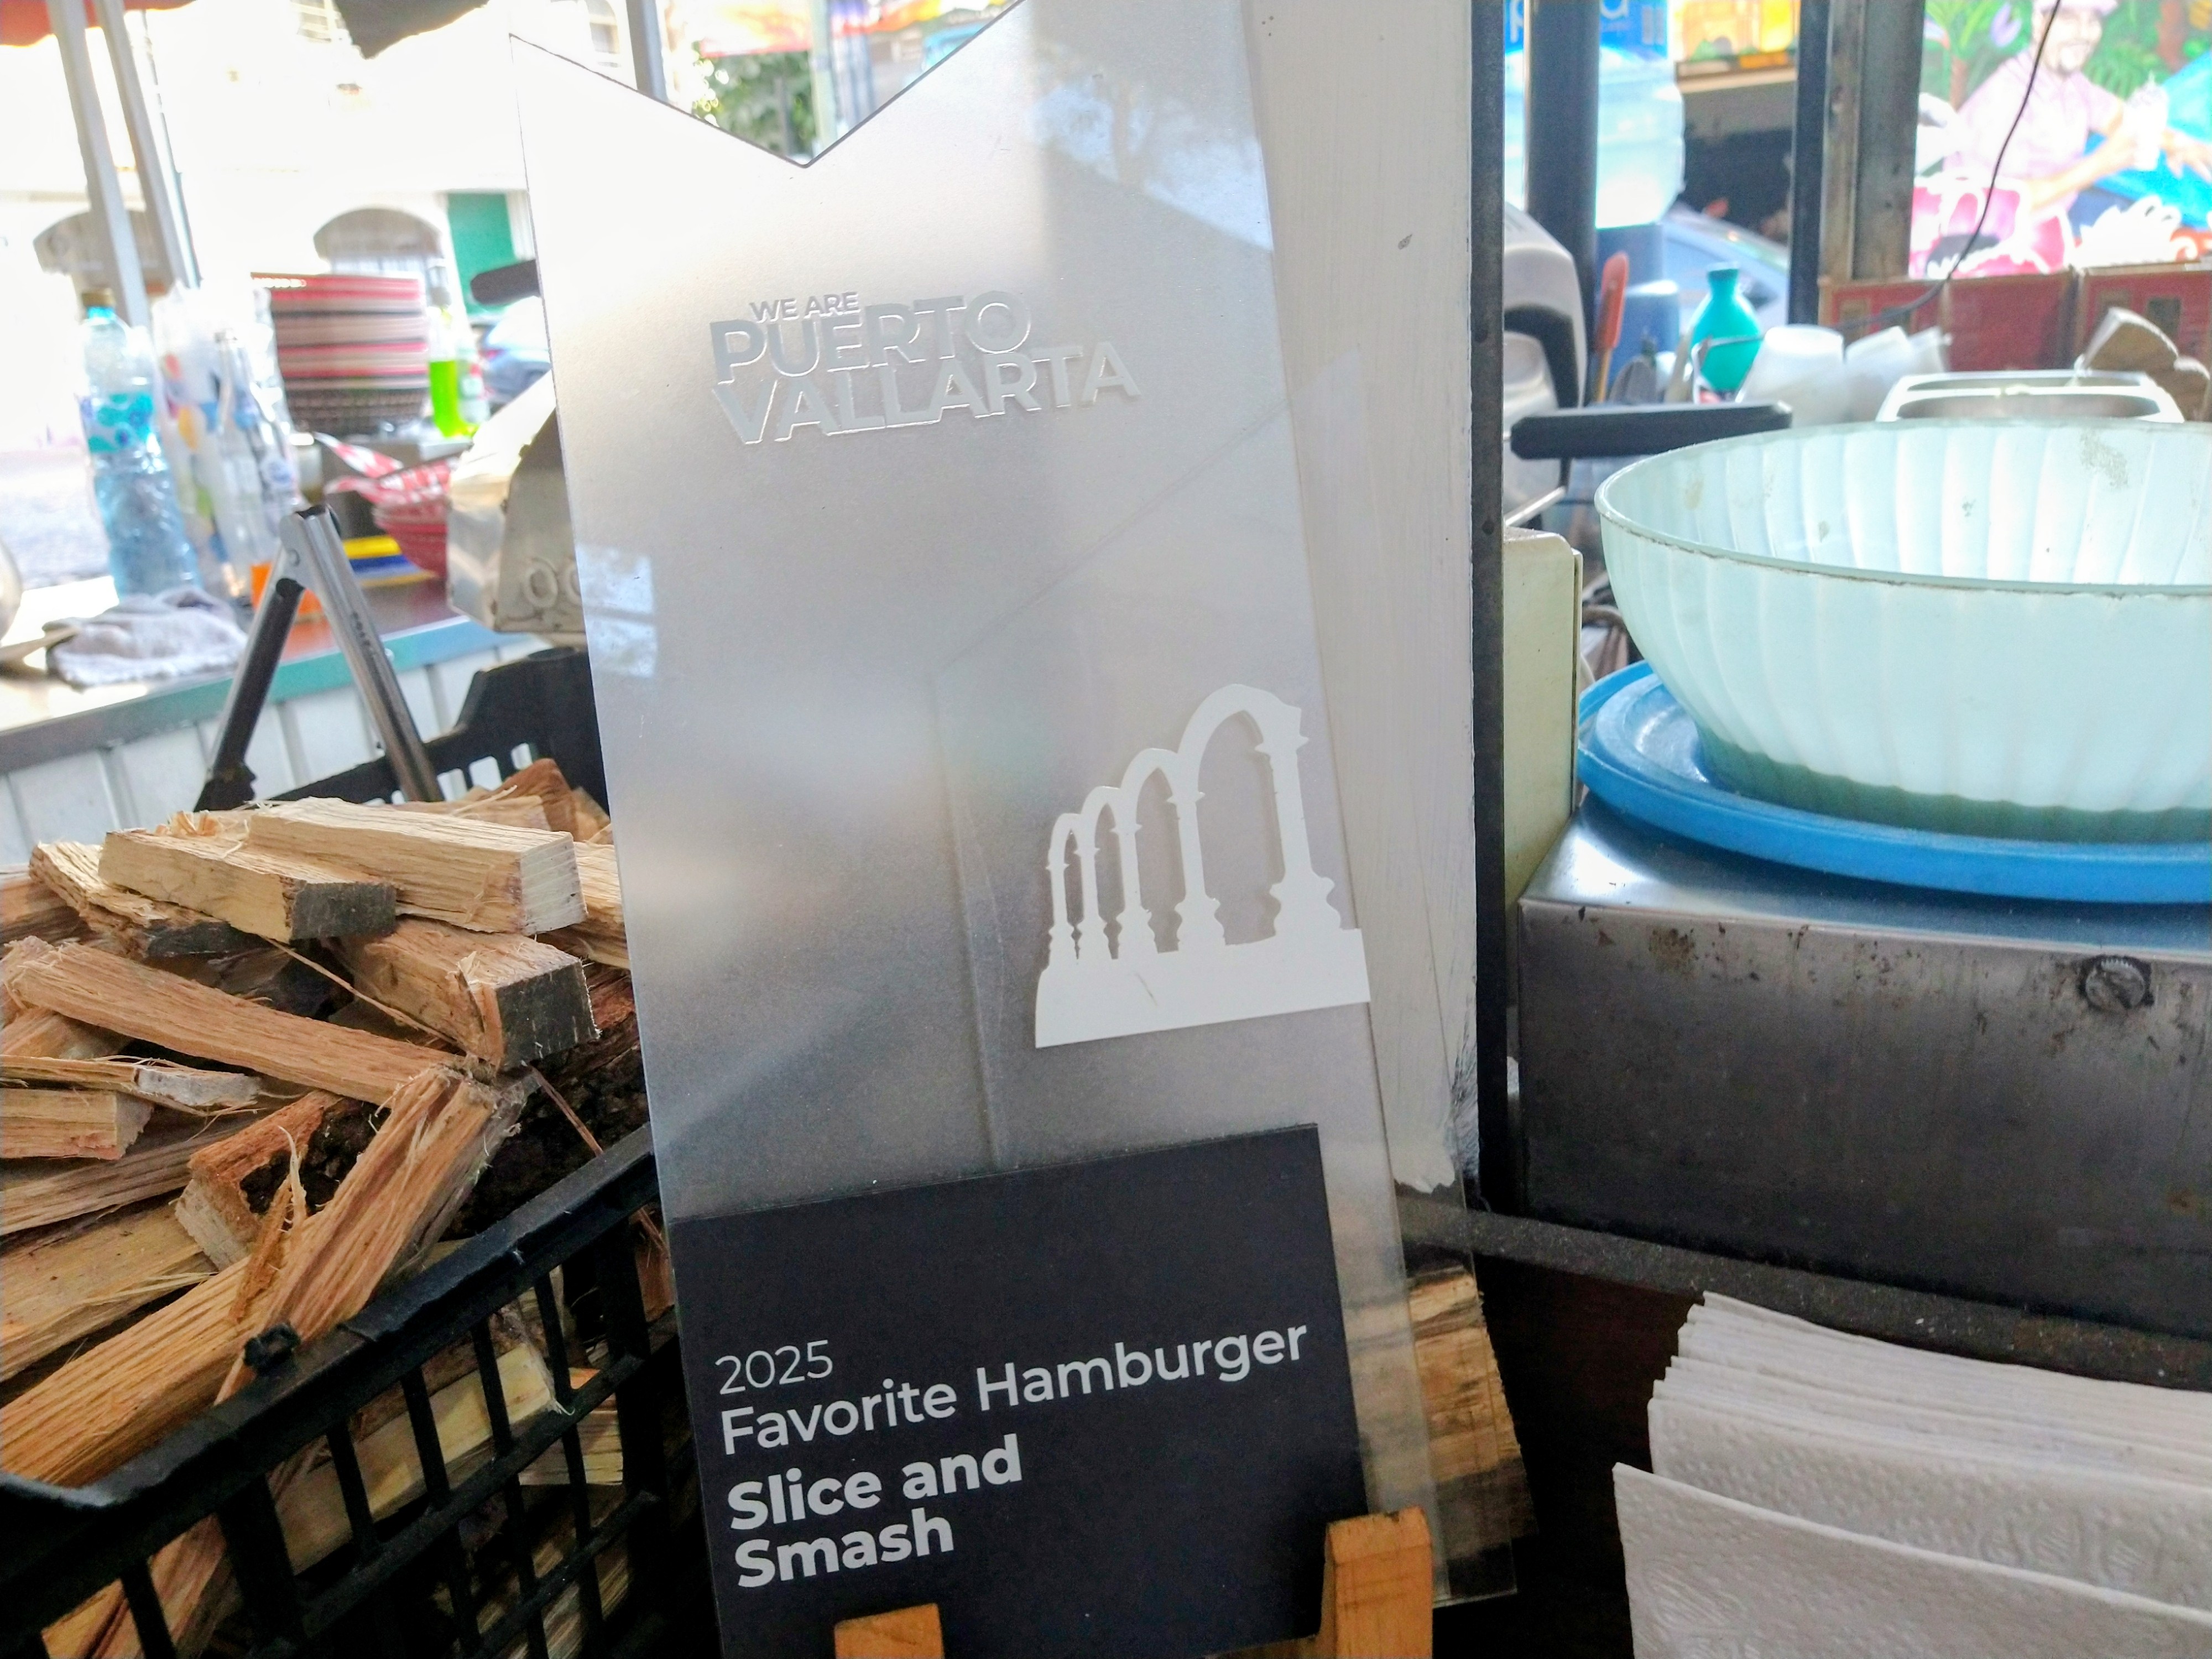 WE ARE
PUERTO
VALLARTA
2025
Favorite Hamburger
Slice and
Smash